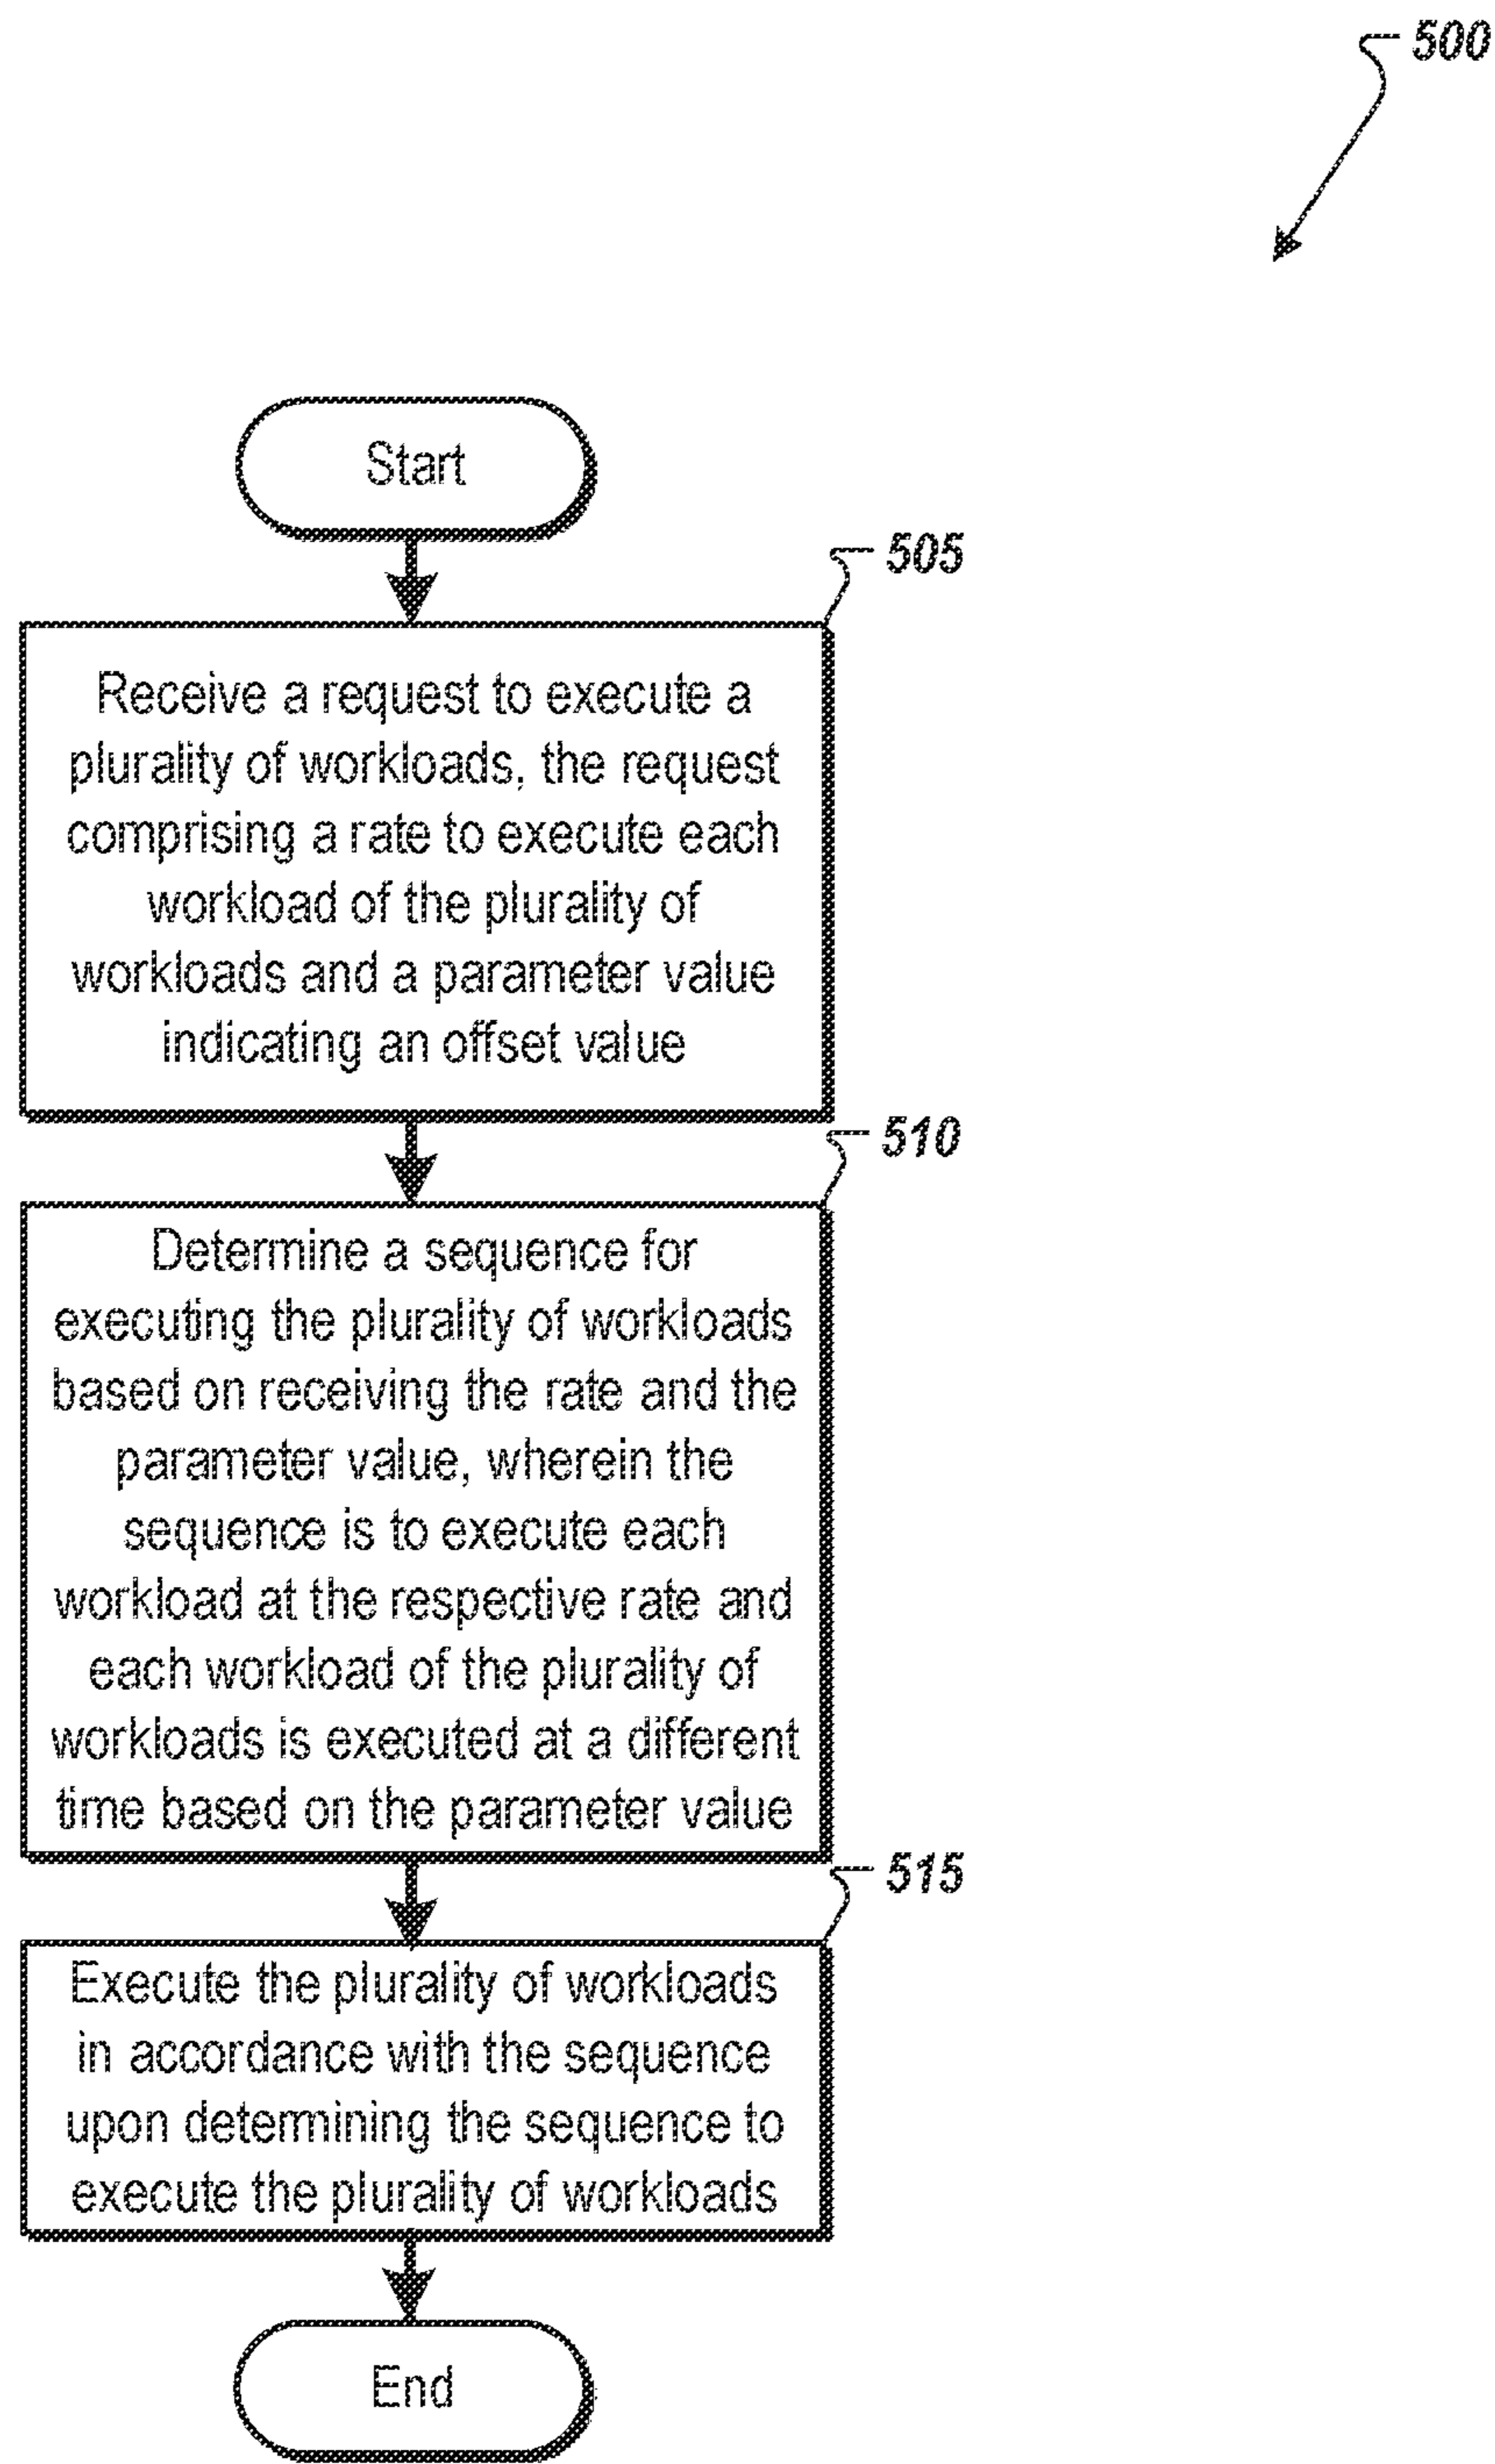 500
Start
505
Receive a request to execute a
plurality of workloads, the request
comprising a rate to execute each
workload of the plurality of
workloads and a parameter value
indicating an offset value
510
Determine a sequence for
executing the plurality of workloads
based on receiving the rate and the
parameter value, wherein the
sequence is to execute each
workload at the respective rate and
each workload of the plurality of
workloads is executed at a different
time based on the parameter value
515
Execute the plurality of workloads
in accordance with the sequence
upon determining the sequence to
execute the plurality of workloads
End